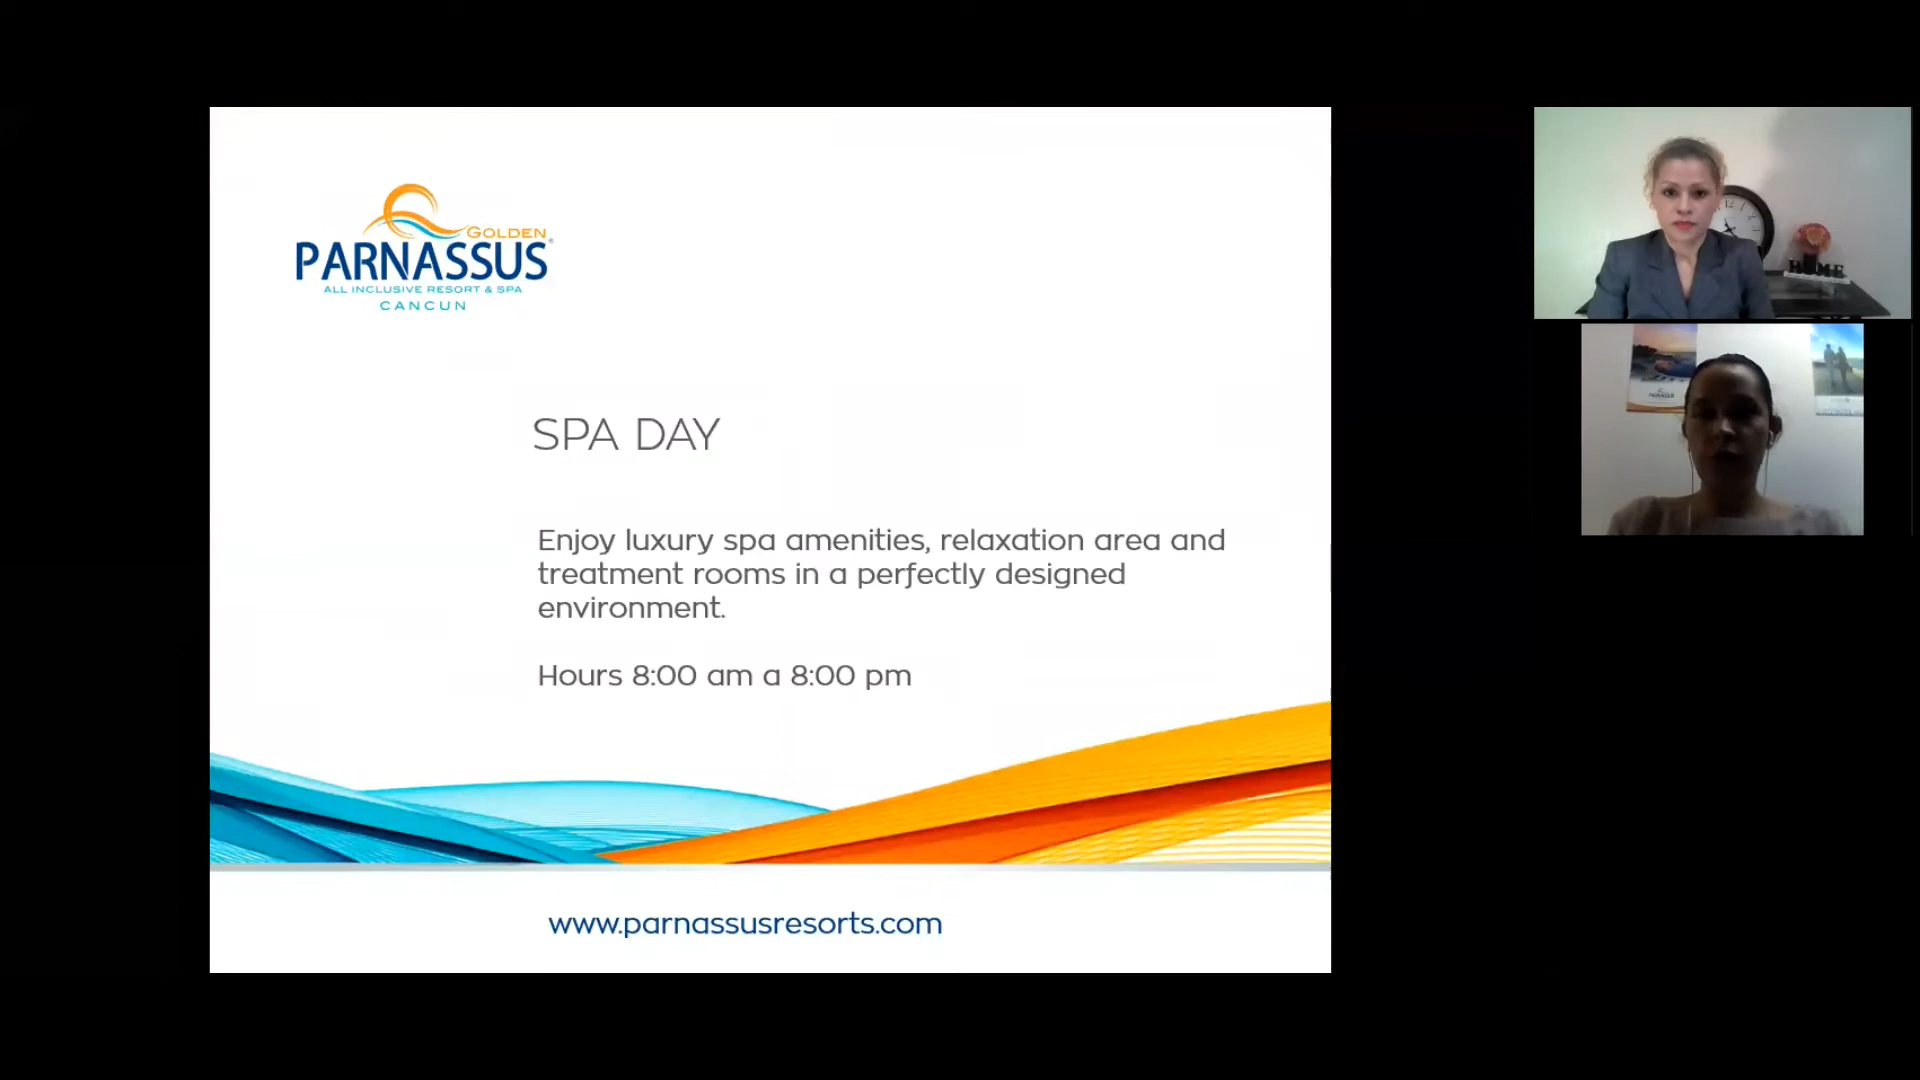 GOLDEN
PARNASSUS®
ALL INCLUSIVE RESORT & SPA
CANCUN
SPA DAY
Enjoy luxury spa amenities, relaxation area and
treatment rooms in a perfectly designed
environment.
Hours 8:00 am a 8:00 pm
www.parnassusresorts.com
HOME